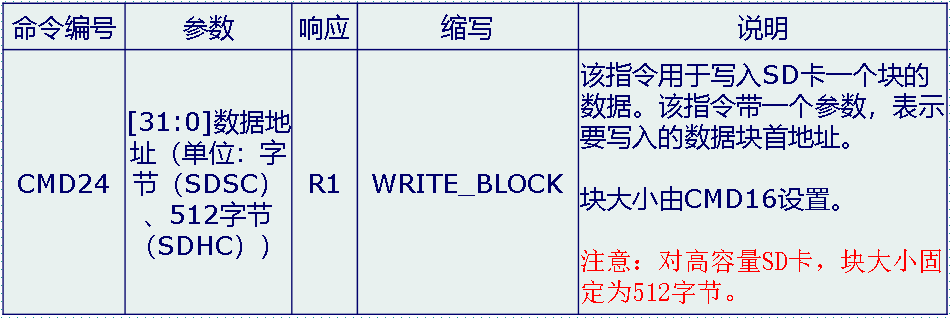 命令编号 参数 响应 缩写 说明
CMD24
[31:0]数据地
址（单位：字
节（SDSC）
、512字节
（SDHC））
R1
WRITE_BLOCK
该指令用于写入SD卡一个块的
数据。该指令带一个参数，表示
要写入的数据块首地址。
块大小由CMD16设置。
注意：对高容量SD卡，块大小固
定为512字节。